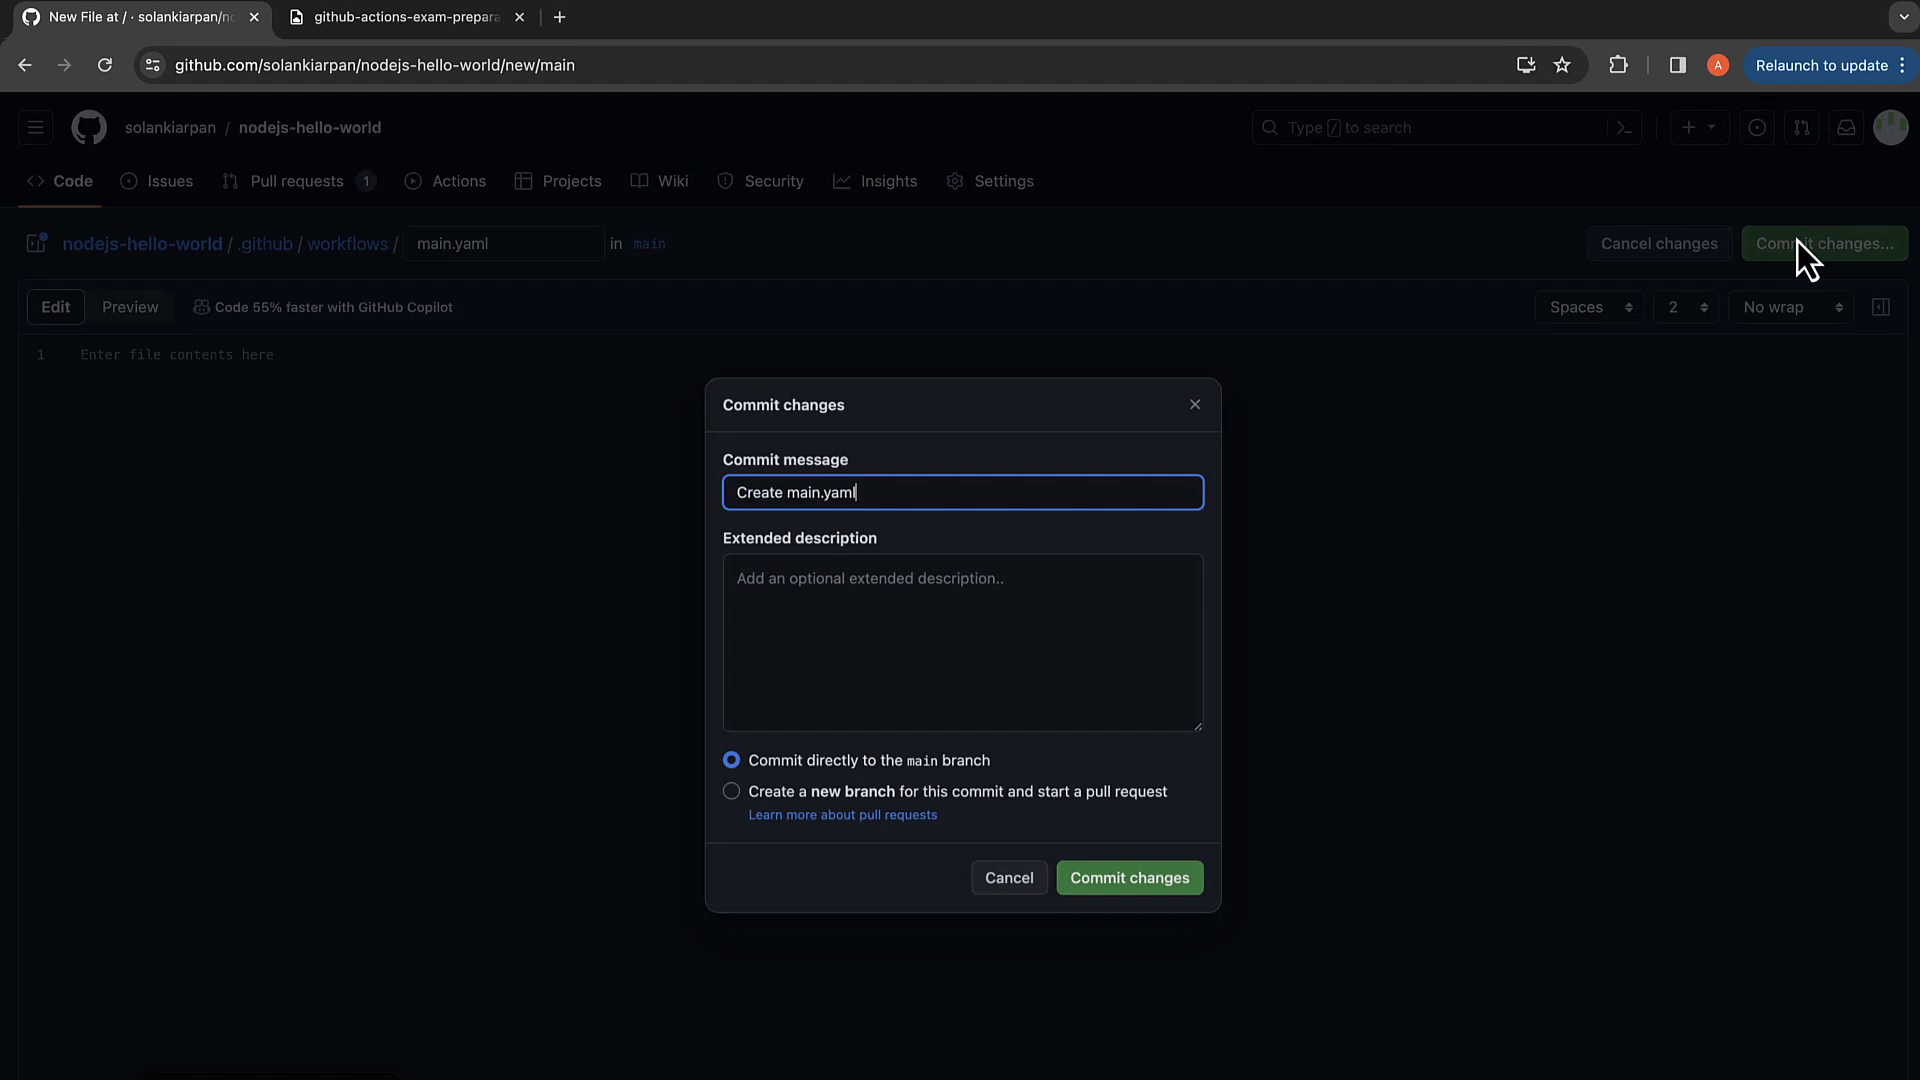 New File at / · solankiarpan/no
github-actions-exam-prepara
github.com/solankiarpan/nodejs-hello-world/new/main
A
Relaunch to update
solankiarpan / nodejs-hello-world
Type / to search
Code
Issues
Pull requests 1
Actions
Projects
Wiki
Security
Insights
Settings
nodejs-hello-world / .github / workflows / main.yaml in main
Cancel changes
Commit changes...
Edit
Preview
Code 55% faster with GitHub Copilot
Spaces
2
No wrap
1 Enter file contents here
Commit changes
Commit message
Create main.yaml
Extended description
Add an optional extended description..
Commit directly to the main branch
Create a new branch for this commit and start a pull request
Learn more about pull requests
Cancel
Commit changes